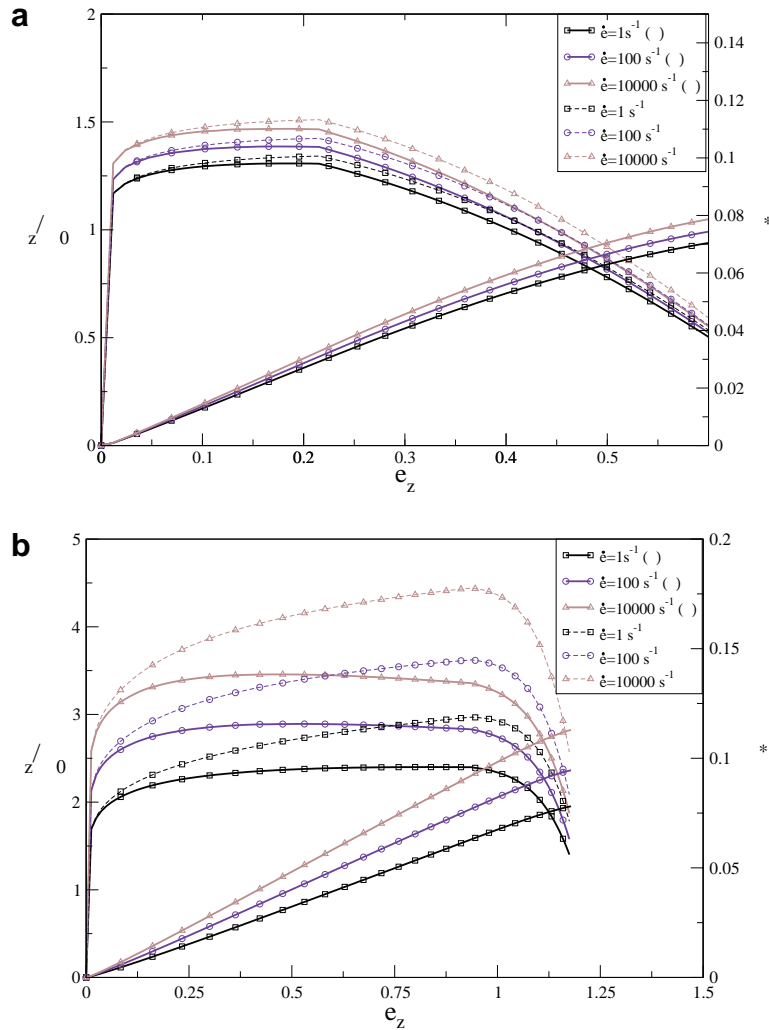 a
2
1.5
1
0.5
0
z/ 0
0 0.1 0.2 0.3 0.4 0.5
e_z
0.14
0.12
0.1
0.08
0.06
0.04
0.02
0
*
ė=1s⁻¹ ( )
ė=100 s⁻¹ ( )
ė=10000 s⁻¹ ( )
ė=1 s⁻¹
ė=100 s⁻¹
ė=10000 s⁻¹
b
5
4
3
2
1
0
z/ 0
0 0.25 0.5 0.75 1 1.25 1.5
e_z
0.2
0.15
0.1
0.05
0
*
ė=1s⁻¹ ( )
ė=100 s⁻¹ ( )
ė=10000 s⁻¹ ( )
ė=1 s⁻¹
ė=100 s⁻¹
ė=10000 s⁻¹